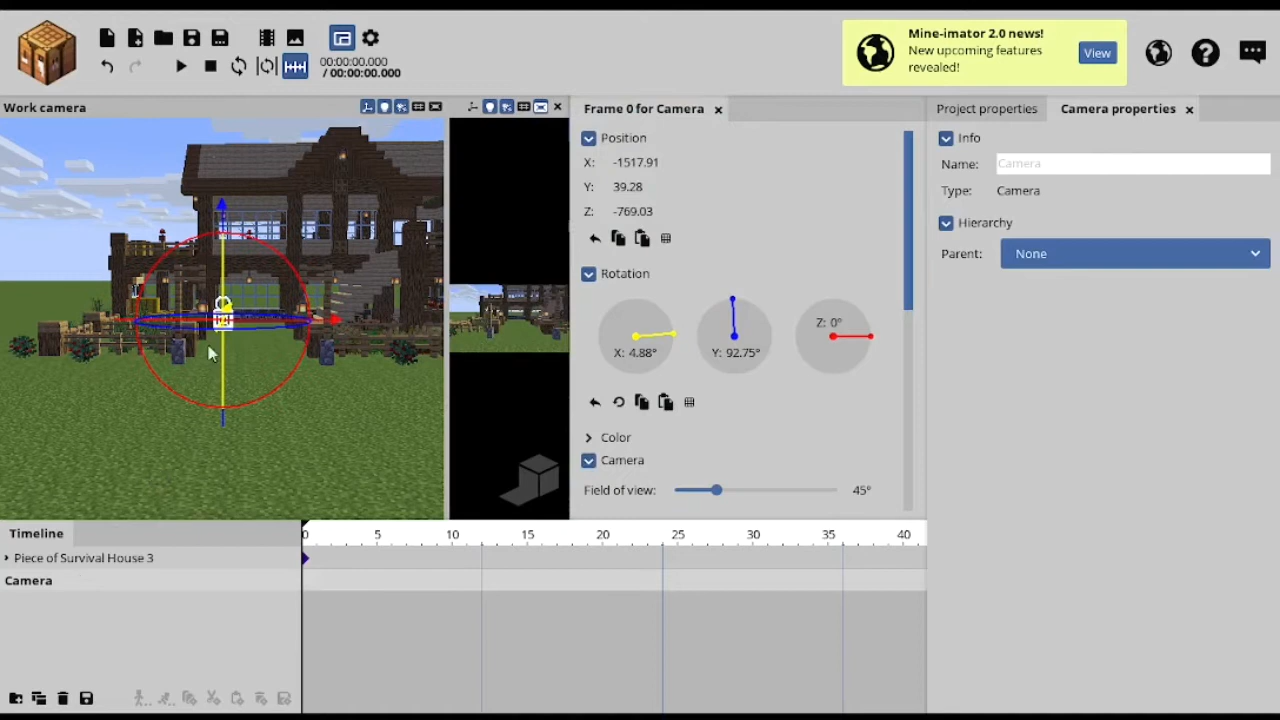 Mine-imator 2.0 news!
New upcoming features
revealed!
View
00:00:00.000
/ 00:00:00.000
Work camera
Frame 0 for Camera
Position
X: -1517.91
Y: 39.28
Z: -769.03
Rotation
X: 4.88°
Y: 92.75°
Z: 0°
Color
Camera
Field of view: 45°
Project properties
Camera properties
Info
Name: Camera
Type: Camera
Hierarchy
Parent: None
Timeline
0 5 10 15 20 25 30 35 40
Piece of Survival House 3
Camera